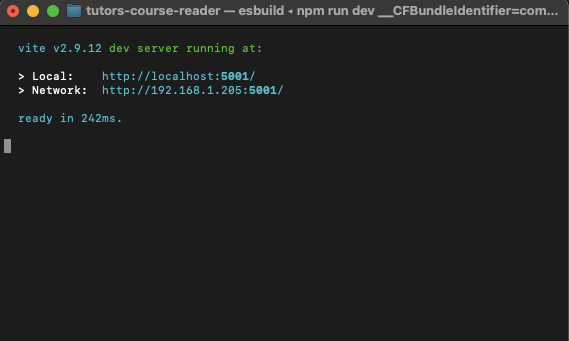 tutors-course-reader — esbuild ◂ npm run dev __CFBundleIdentifier=com...
vite v2.9.12 dev server running at:
> Local: http://localhost:5001/
> Network: http://192.168.1.205:5001/
ready in 242ms.